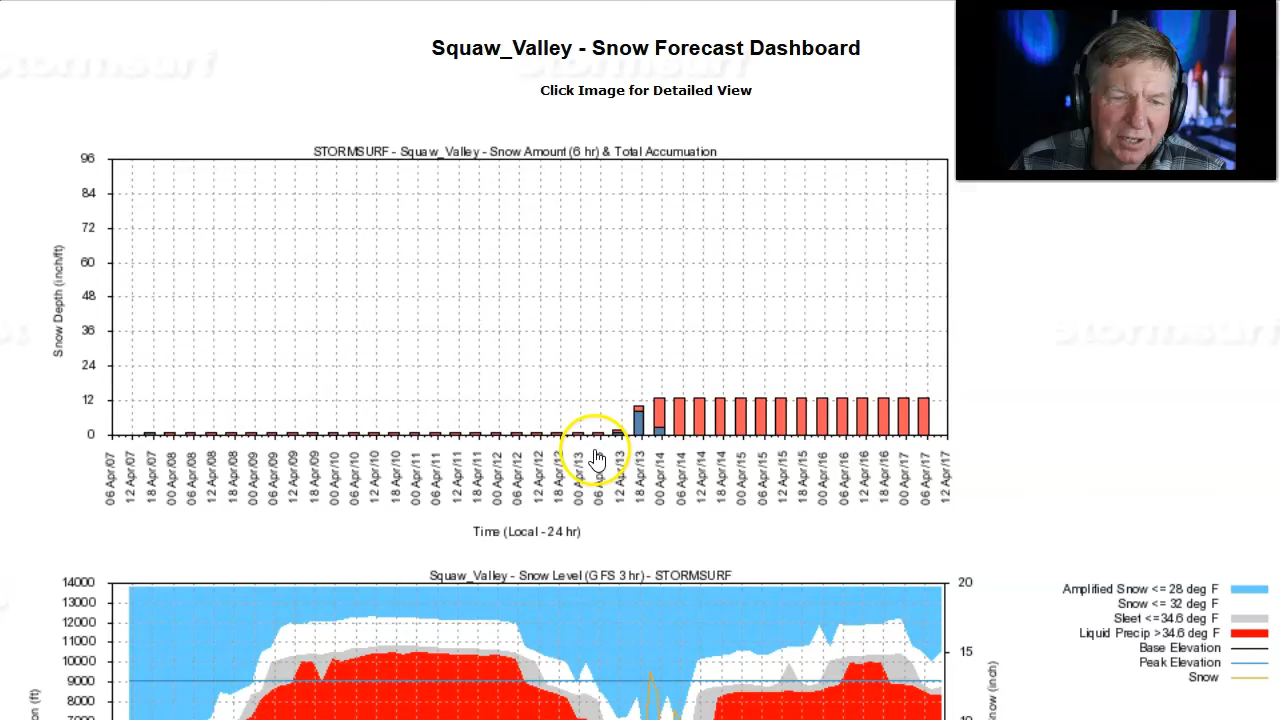 Squaw_Valley - Snow Forecast Dashboard
Stormsurf
Click Image for Detailed View
STORMSURF - Squaw_Valley - Snow Amount (6 hr) & Total Accumuation
96
84
72
60
48
36
24
12
0
Snow Depth (inch/ft)
06 Apr/07
12 Apr/07
18 Apr/07
00 Apr/08
06 Apr/08
12 Apr/08
18 Apr/08
00 Apr/09
06 Apr/09
12 Apr/09
18 Apr/09
00 Apr/10
06 Apr/10
12 Apr/10
18 Apr/10
00 Apr/11
06 Apr/11
12 Apr/11
18 Apr/11
00 Apr/12
06 Apr/12
12 Apr/12
18 Apr/12
00 Apr/13
12 Apr/13
18 Apr/13
00 Apr/14
06 Apr/14
12 Apr/14
18 Apr/14
00 Apr/15
06 Apr/15
12 Apr/15
18 Apr/15
00 Apr/16
06 Apr/16
12 Apr/16
18 Apr/16
00 Apr/17
06 Apr/17
12 Apr/17
Time (Local - 24 hr)
Stormsurf
Squaw_Valley - Snow Level (GFS 3 hr) - STORMSURF
14000
13000
12000
11000
10000
9000
8000
20
15
Snow (inch)
Amplified Snow <= 28 deg F
Snow <= 32 deg F
Sleet <=34.6 deg F
Liquid Precip >34.6 deg F
Base Elevation
Peak Elevation
Snow